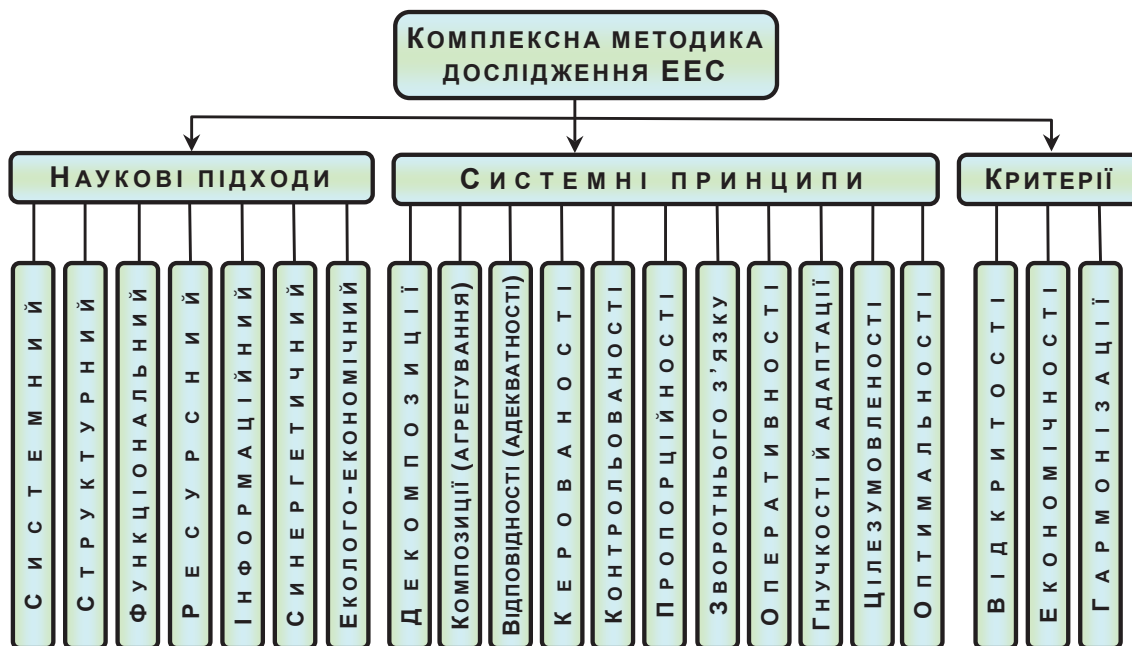 КОМПЛЕКСНА МЕТОДИКА
ДОСЛІДЖЕННЯ ЕЕС
НАУКОВІ ПІДХОДИ
СИСТЕМНІ ПРИНЦИПИ
КРИТЕРІЇ
СИСТЕМНИЙ
СТРУКТУРНИЙ
ФУНКЦІОНАЛЬНИЙ
РЕСУРСНИЙ
ІНФОРМАЦІЙНИЙ
СИНЕРГЕТИЧНИЙ
ЕКОЛОГО-ЕКОНОМІЧНИЙ
ДЕКОМПОЗИЦІЇ
КОМПОЗИЦІЇ (АГРЕГУВАННЯ)
ВІДПОВІДНОСТІ (АДЕКВАТНОСТІ)
КЕРОВАНОСТІ
КОНТРОЛЬОВАНОСТІ
ПРОПОРЦІЙНОСТІ
ЗВОРОТНЬОГО З’ЯЗКУ
ОПЕРАТИВНОСТІ
ГНУЧКОСТІ Й АДАПТАЦІЇ
ЦІЛЕЗУМОВЛЕНОСТІ
ОПТИМАЛЬНОСТІ
ВІДКРИТОСТІ
ЕКОНОМІЧНОСТІ
ГАРМОНІЗАЦІЇ